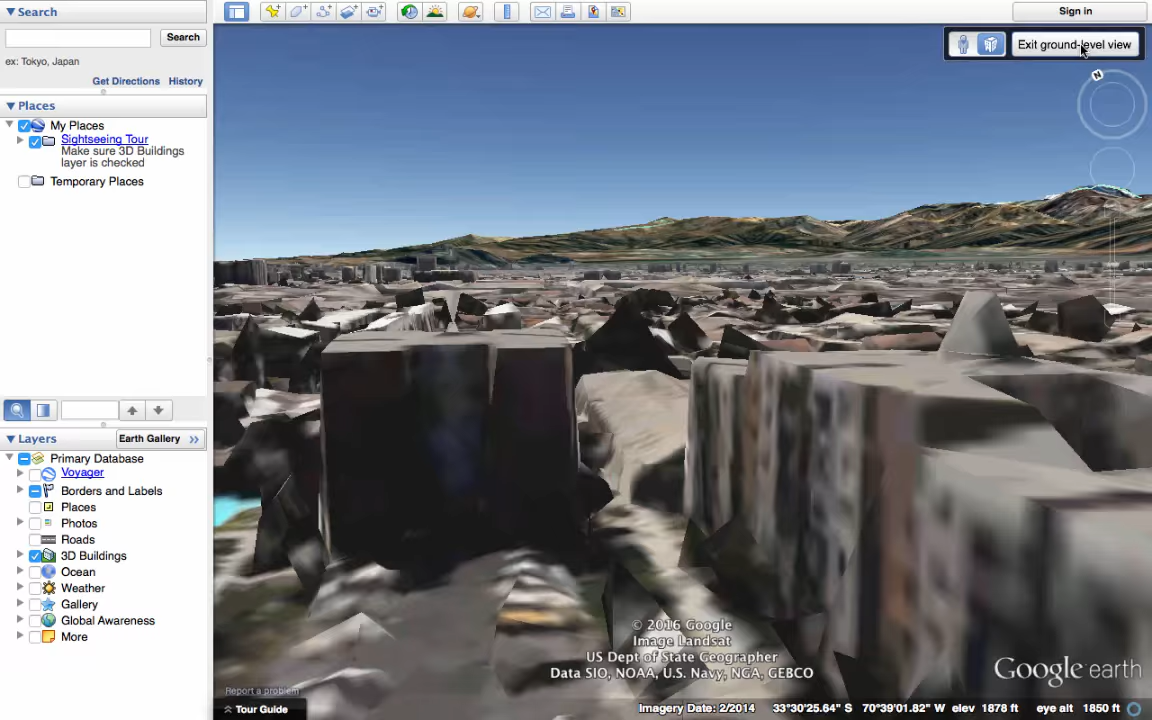 Search
Sign in
Search
Exit ground-level view
ex: Tokyo, Japan
Get Directions
History
N
Places
My Places
Sightseeing Tour
Make sure 3D Buildings
layer is checked
Temporary Places
Layers
Earth Gallery
Primary Database
Voyager
Borders and Labels
Places
Photos
Roads
3D Buildings
Ocean
Weather
Gallery
Global Awareness
More
© 2016 Google
Image Landsat
US Dept of State Geographer
Data SIO, NOAA, U.S. Navy, NGA, GEBCO
Google earth
Report a problem
Tour Guide
Imagery Date: 2/2014 33°30'25.64" S 70°39'01.82" W elev 1878 ft eye alt 1850 ft